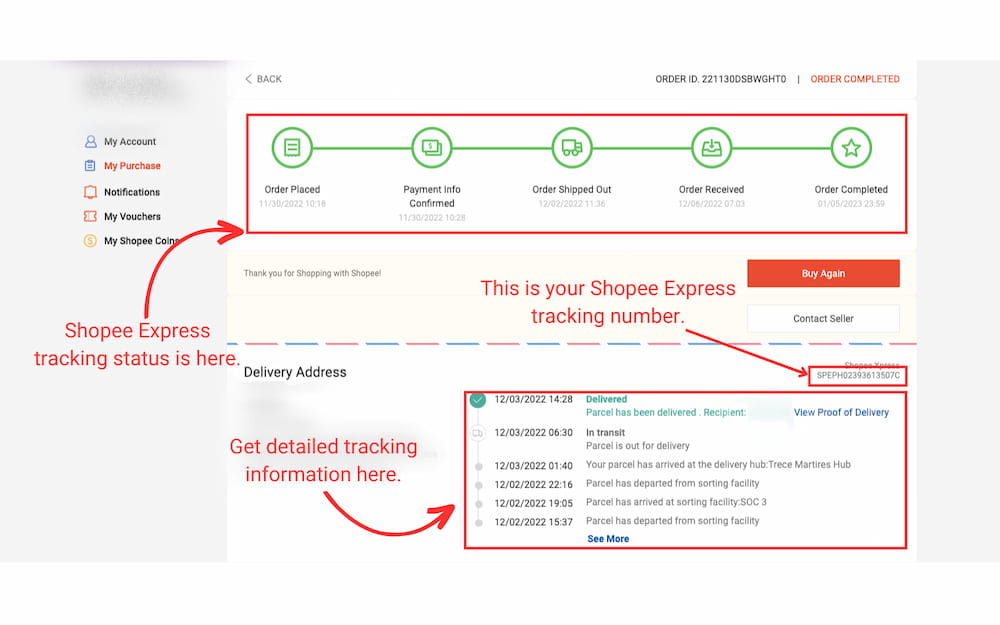 BACK
ORDER ID. 221130DSBWGHT0 | ORDER COMPLETED
My Account
My Purchase
Notifications
My Vouchers
My Shopee Coins
Order Placed
11/30/2022 10:18
Payment Info
Confirmed
11/30/2022 10:28
Order Shipped Out
12/02/2022 11:36
Order Received
12/06/2022 07:03
Order Completed
01/05/2023 23:59
Shopee Express
tracking status is here.
Thank you for Shopping with Shopee!
Buy Again
This is your Shopee Express
tracking number.
Contact Seller
Delivery Address
Shopee Xpress
SPEPH02393613507C
Get detailed tracking
information here.
12/03/2022 14:28 Delivered
Parcel has been delivered . Recipient: View Proof of Delivery
12/03/2022 06:30 In transit
Parcel is out for delivery
12/03/2022 01:40 Your parcel has arrived at the delivery hub:Trece Martires Hub
12/02/2022 22:16 Parcel has departed from sorting facility
12/02/2022 19:05 Parcel has arrived at sorting facility:SOC 3
12/02/2022 15:37 Parcel has departed from sorting facility
See More